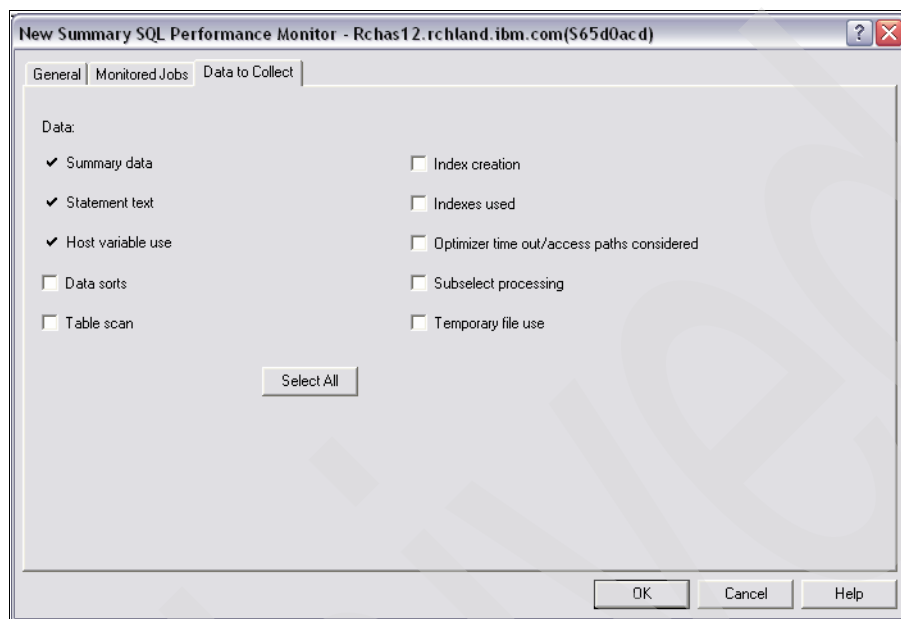 New Summary SQL Performance Monitor - Rchas12.rchland.ibm.com(S65d0acd)
General
Monitored Jobs
Data to Collect
Data:
Summary data
Index creation
Statement text
Indexes used
Host variable use
Optimizer time out/access paths considered
Data sorts
Subselect processing
Table scan
Temporary file use
Select All
OK
Cancel
Help